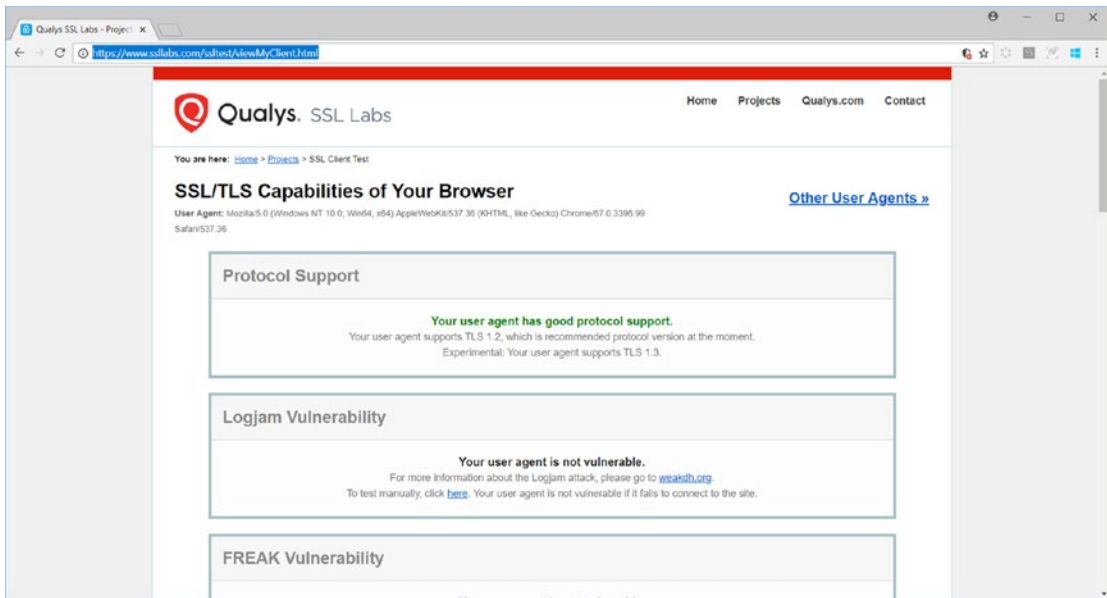 Qualys SSL Labs - Project
https://www.ssllabs.com/ssltest/viewMyClient.html
Qualys. SSL Labs
Home Projects Qualys.com Contact
You are here: Home > Projects > SSL Client Test
SSL/TLS Capabilities of Your Browser
Other User Agents »
User Agent: Mozilla/5.0 (Windows NT 10.0; Win64; x64) AppleWebKit/537.36 (KHTML, like Gecko) Chrome/67.0.3396.99
Safari/537.36
Protocol Support
Your user agent has good protocol support.
Your user agent supports TLS 1.2, which is recommended protocol version at the moment.
Experimental: Your user agent supports TLS 1.3.
Logjam Vulnerability
Your user agent is not vulnerable.
For more information about the Logjam attack, please go to weakdh.org.
To test manually, click here. Your user agent is not vulnerable if it fails to connect to the site.
FREAK Vulnerability